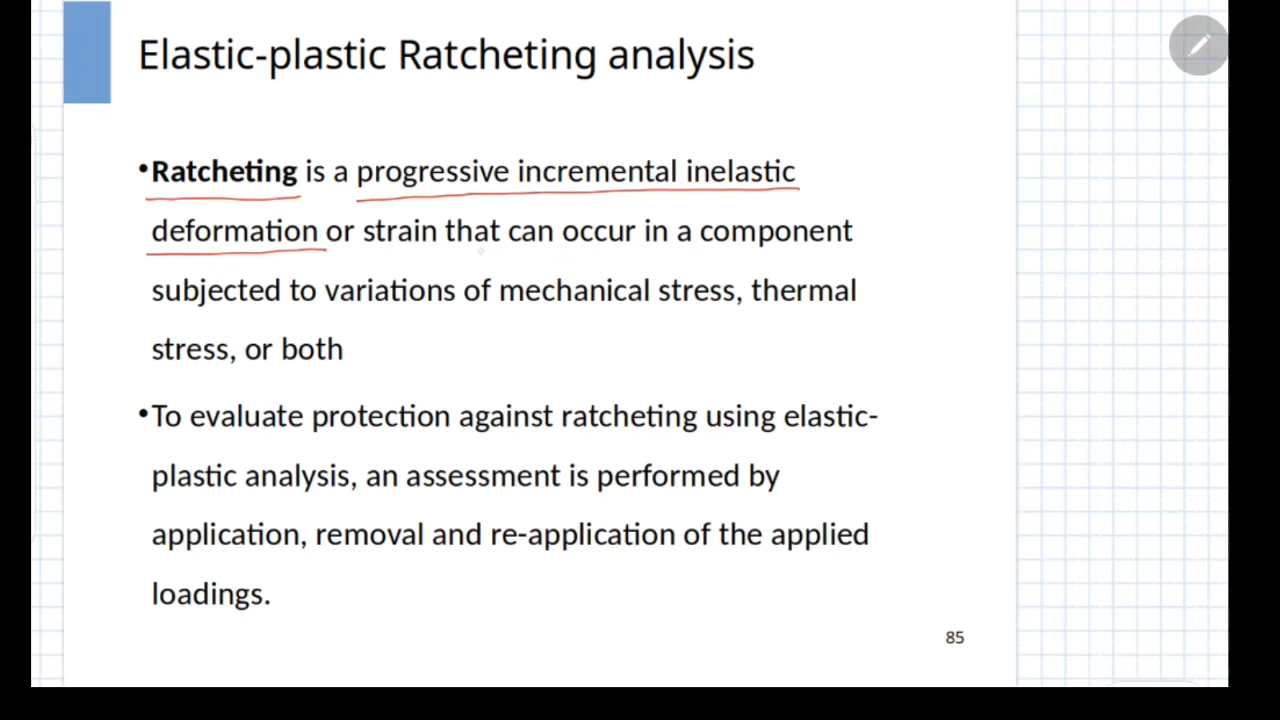 Elastic-plastic Ratcheting analysis
•Ratcheting is a progressive incremental inelastic
deformation or strain that can occur in a component
subjected to variations of mechanical stress, thermal
stress, or both
•To evaluate protection against ratcheting using elastic-
plastic analysis, an assessment is performed by
application, removal and re-application of the applied
loadings.
85